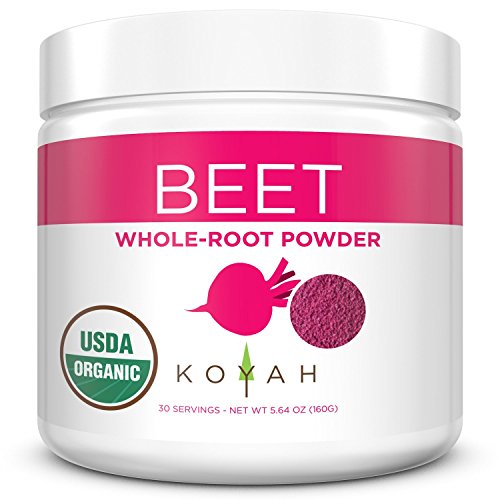 BEET
WHOLE-ROOT POWDER
USDA
ORGANIC
KOYAH
30 SERVINGS - NET WT 5.64 OZ (160G)